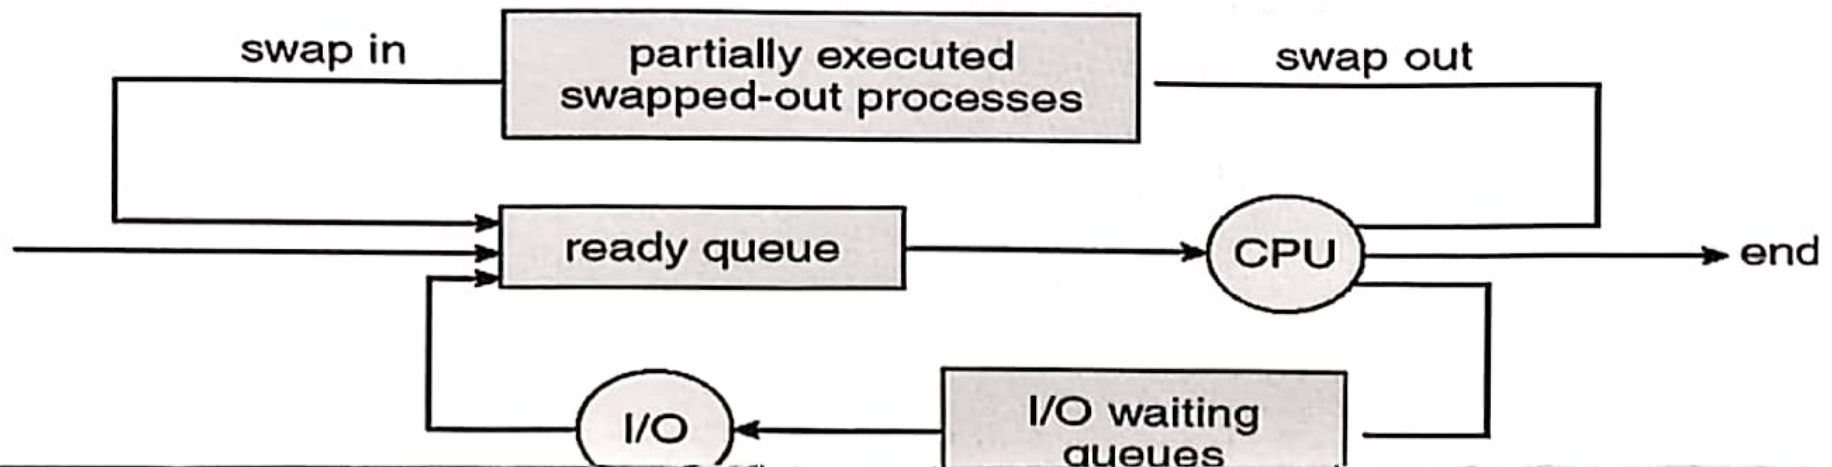 swap in
partially executed
swapped-out processes
swap out
ready queue
CPU
end
I/O
I/O waiting
queues